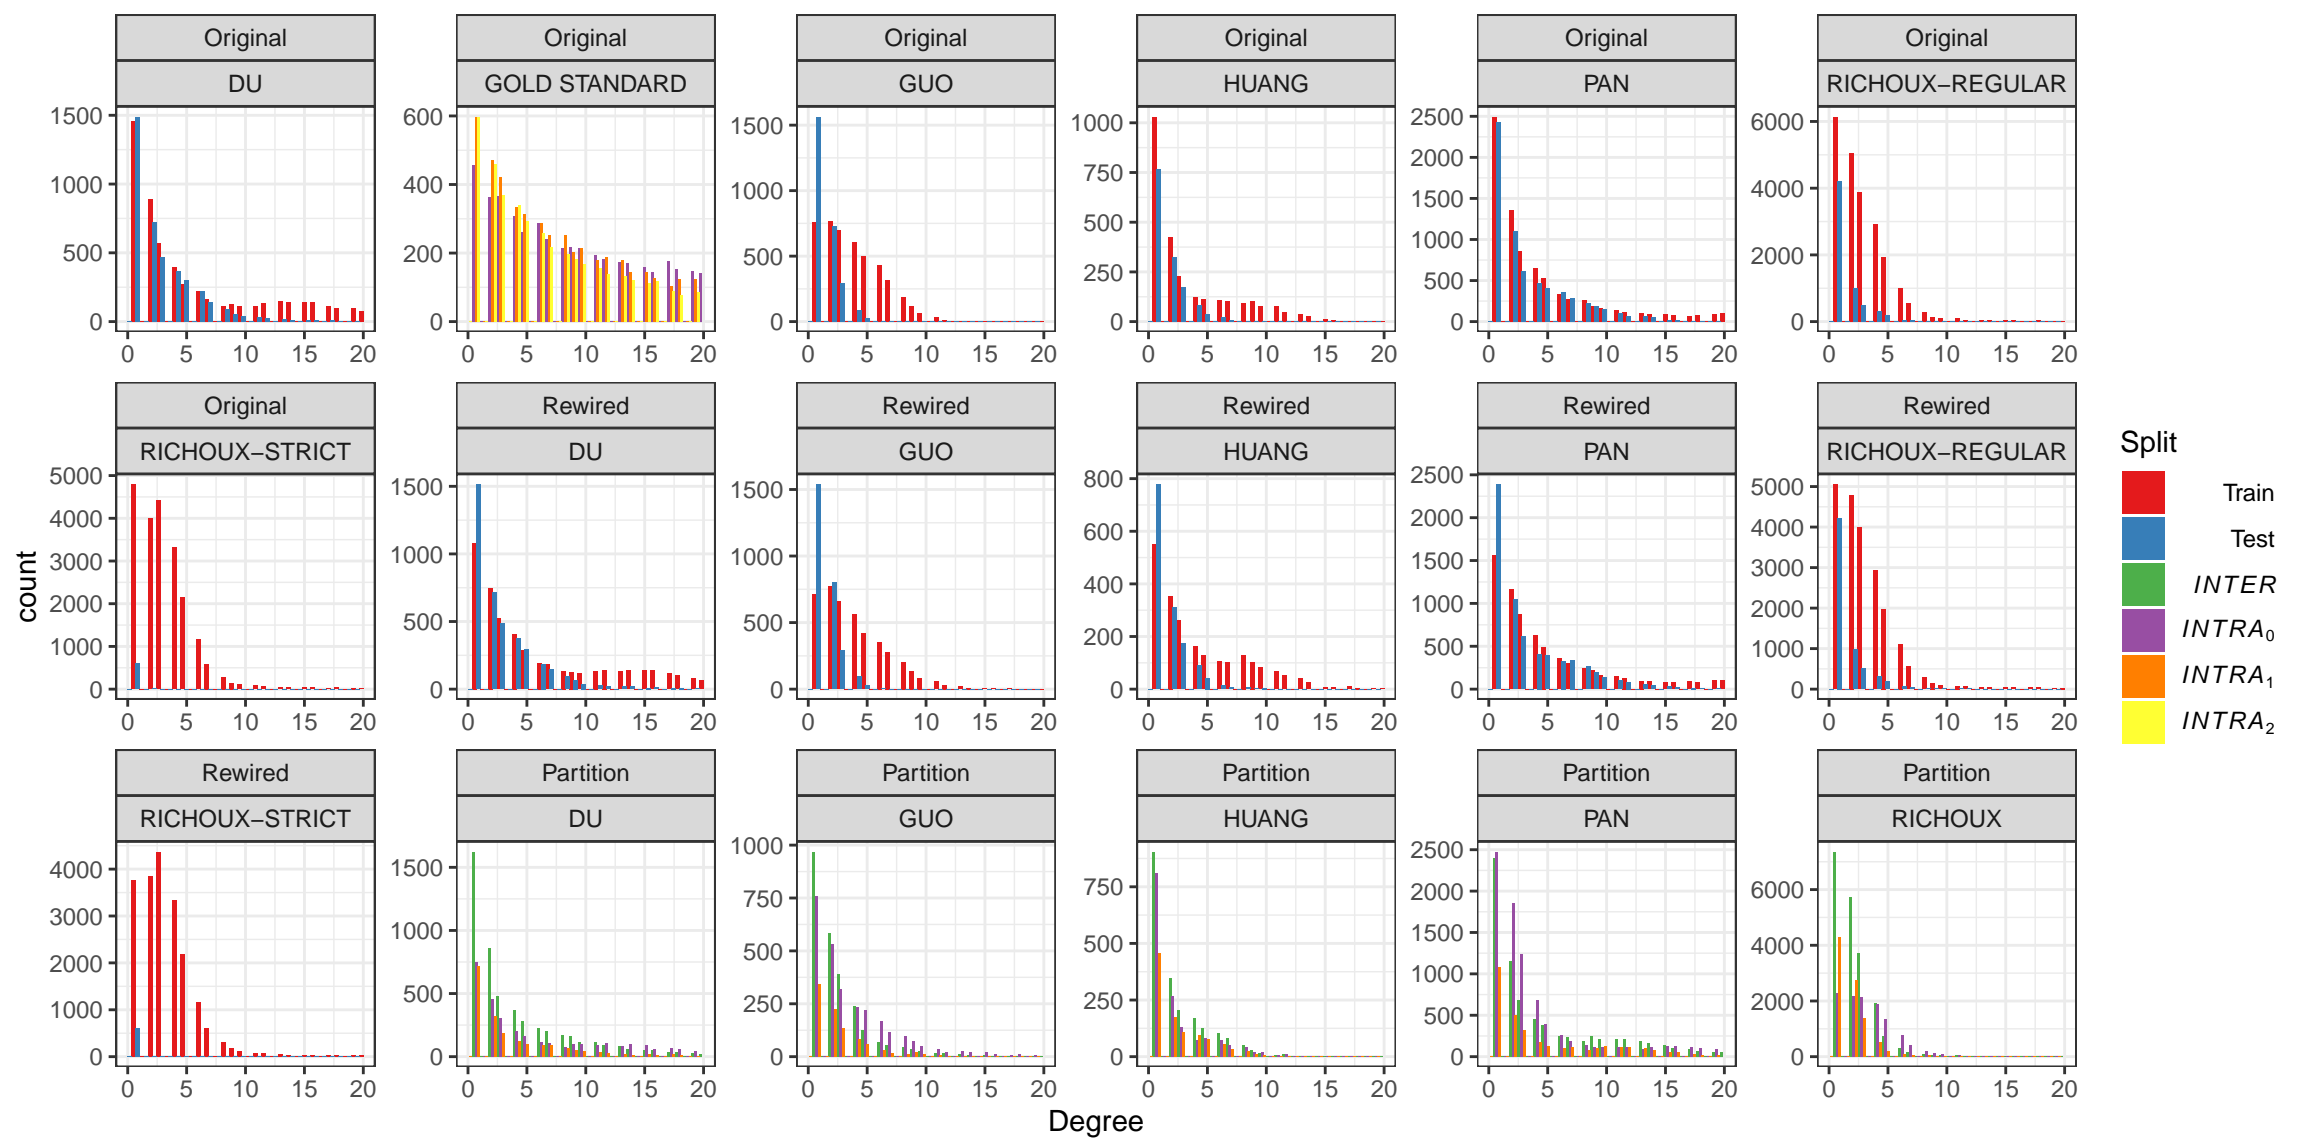 Original Original Original Original Original Original
DU GOLD STANDARD GUO HUANG PAN RICHOUX−REGULAR
1500
1000
500
0
0 5 10 15 20
600
400
200
0
0 5 10 15 20
1500
1000
500
0
0 5 10 15 20
1000
750
500
250
0
0 5 10 15 20
2500
2000
1500
1000
500
0
0 5 10 15 20
6000
4000
2000
0
0 5 10 15 20
Original Rewired Rewired Rewired Rewired Rewired
RICHOUX−STRICT DU GUO HUANG PAN RICHOUX−REGULAR
5000
4000
3000
2000
1000
0
0 5 10 15 20
1500
1000
500
0
0 5 10 15 20
1500
1000
500
0
0 5 10 15 20
800
600
400
200
0
0 5 10 15 20
2500
2000
1500
1000
500
0
0 5 10 15 20
5000
4000
3000
2000
1000
0
0 5 10 15 20
Rewired Partition Partition Partition Partition Partition
RICHOUX−STRICT DU GUO HUANG PAN RICHOUX
4000
3000
2000
1000
0
0 5 10 15 20
1500
1000
500
0
0 5 10 15 20
1000
750
500
250
0
0 5 10 15 20
750
500
250
0
0 5 10 15 20
2500
2000
1500
1000
500
0
0 5 10 15 20
6000
4000
2000
0
0 5 10 15 20
count
Degree
Split
Train
Test
INTER
INTRA₀
INTRA₁
INTRA₂